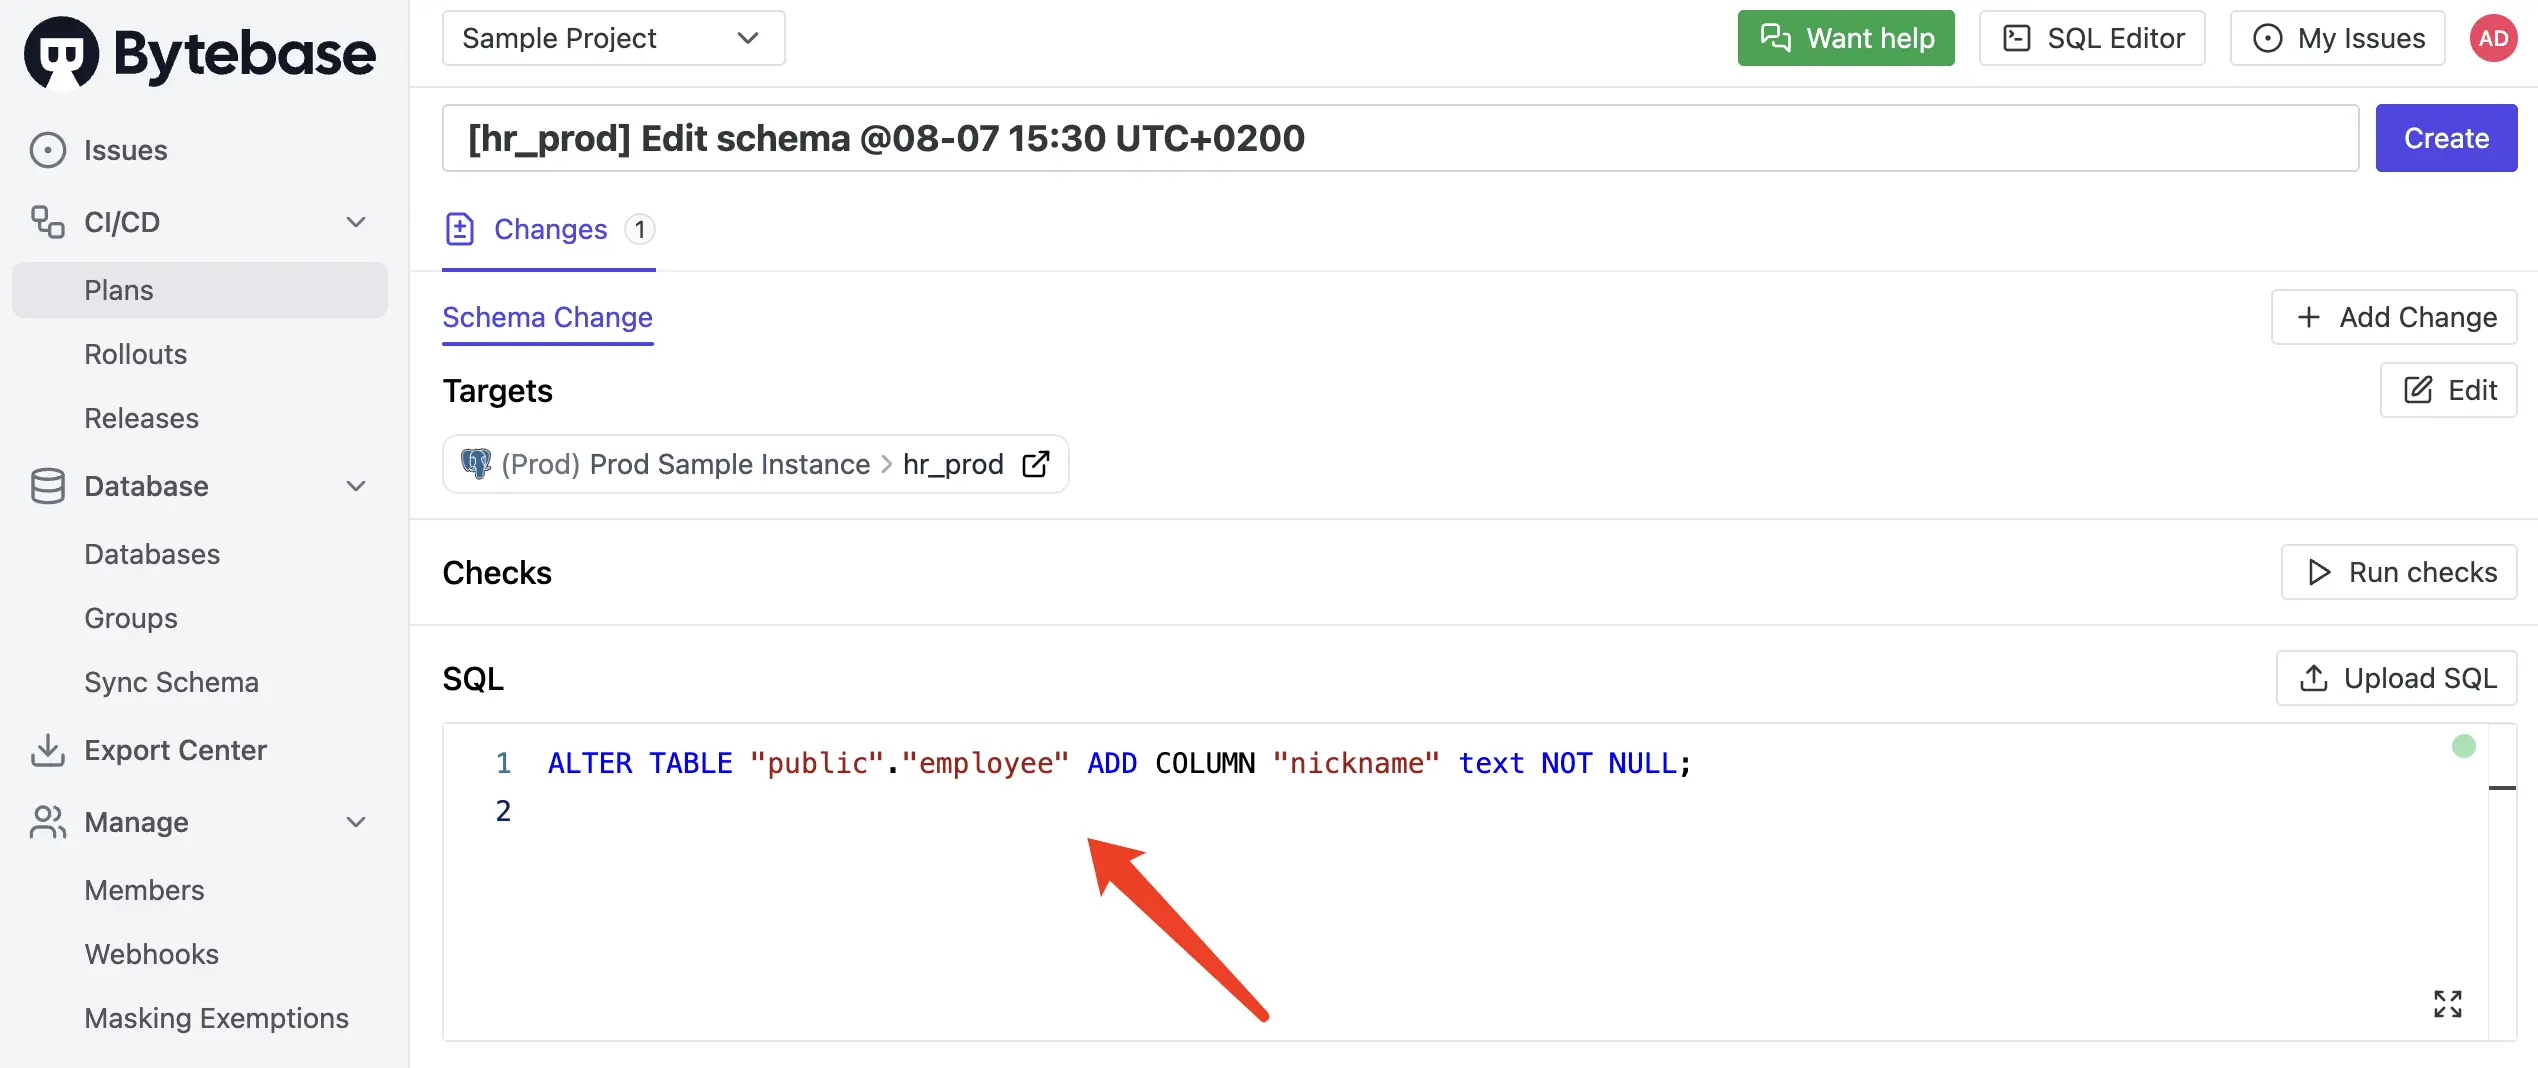 Bytebase
Sample Project
Want help
SQL Editor
My Issues
AD
Issues
CI/CD
Plans
Rollouts
Releases
Database
Databases
Groups
Sync Schema
Export Center
Manage
Members
Webhooks
Masking Exemptions
[hr_prod] Edit schema @08-07 15:30 UTC+0200
Create
Changes 1
Schema Change
Add Change
Targets
Edit
(Prod) Prod Sample Instance > hr_prod
Checks
Run checks
SQL
Upload SQL
1 ALTER TABLE "public"."employee" ADD COLUMN "nickname" text NOT NULL;
2